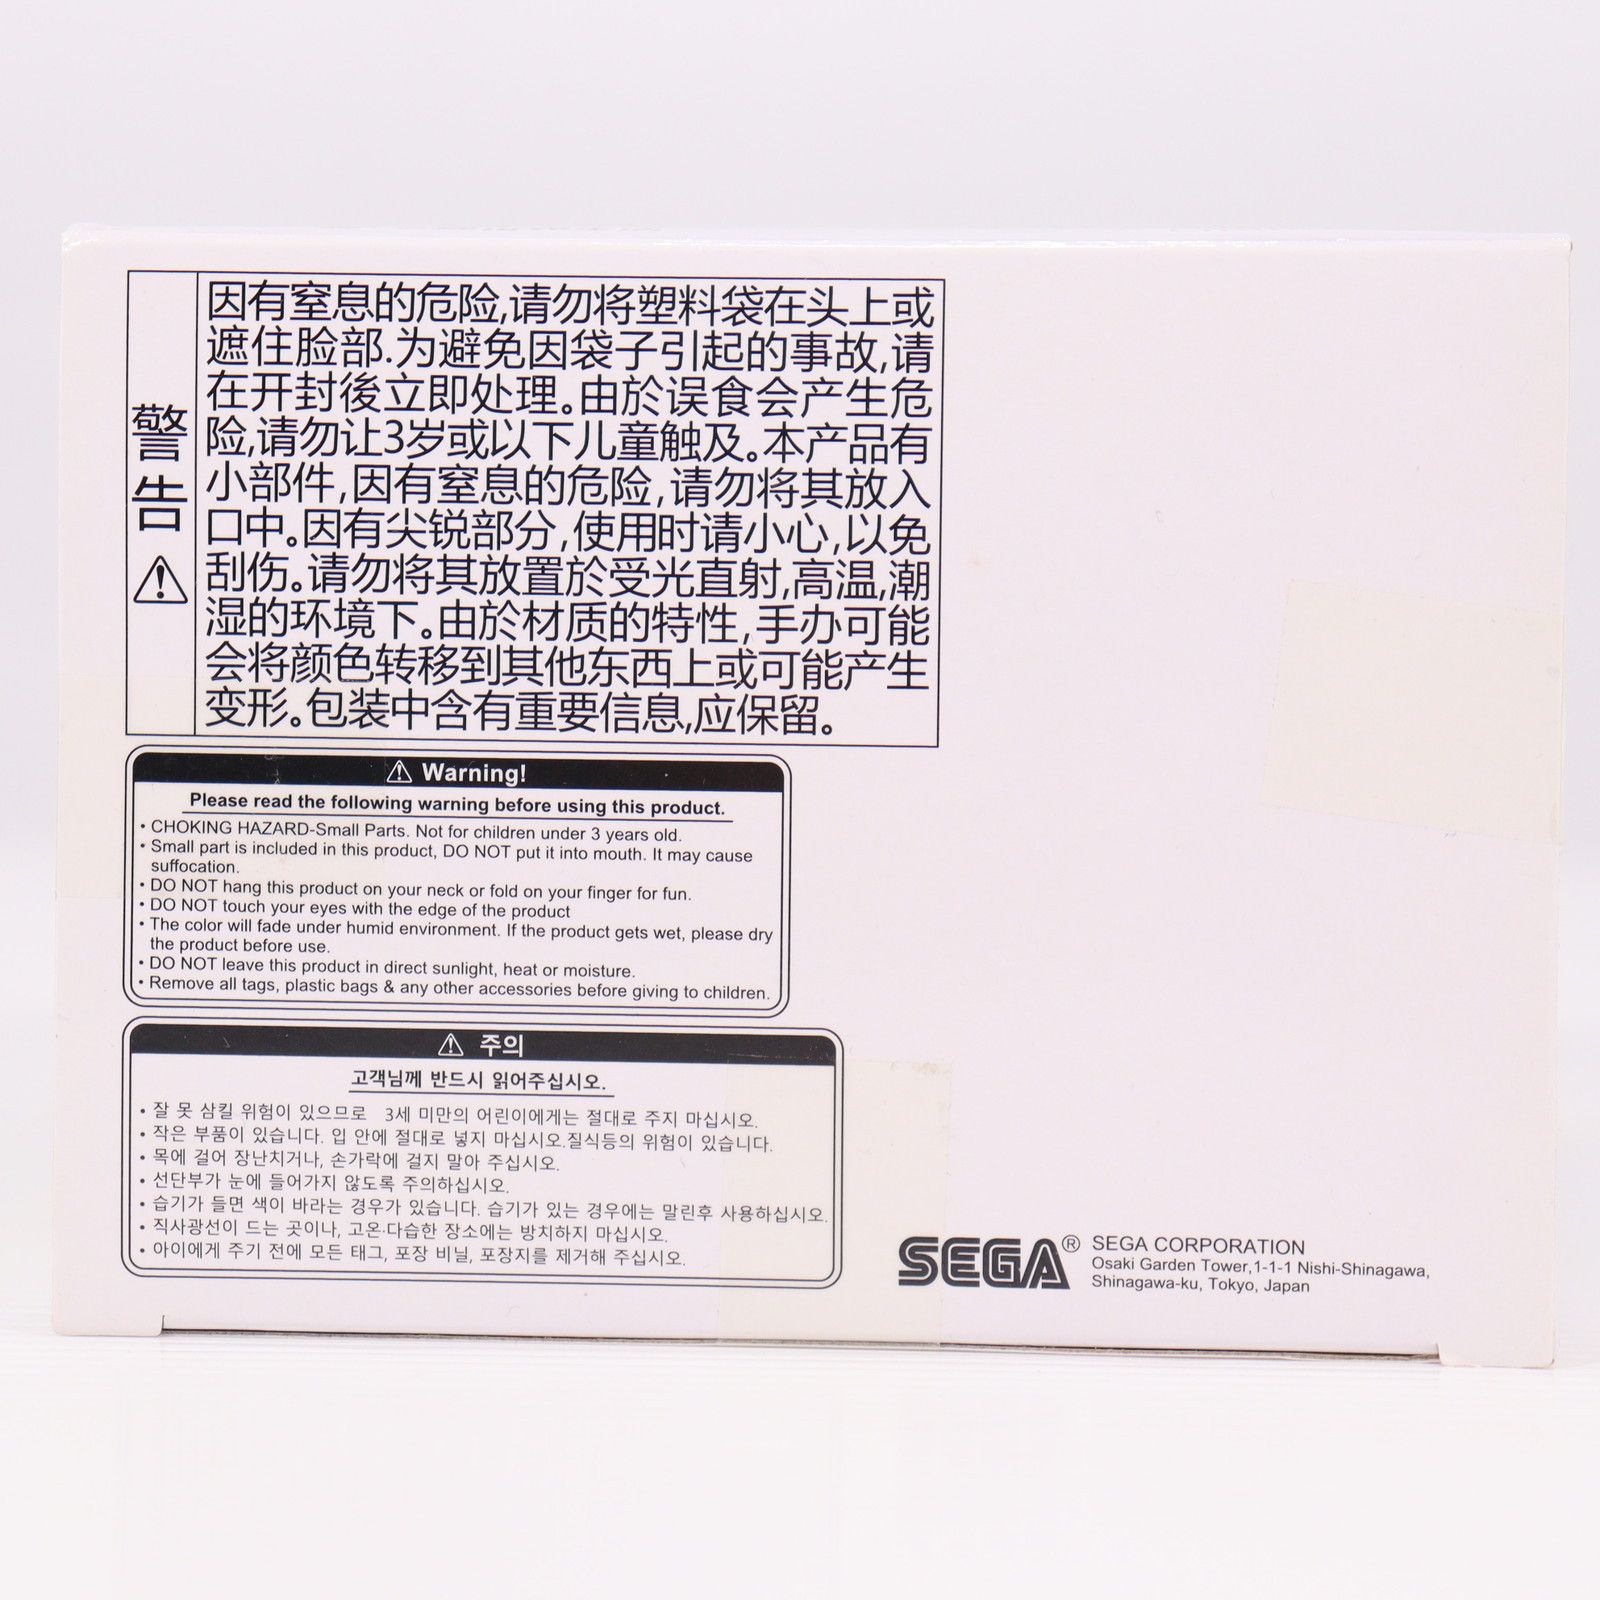 警告
因有窒息的危险,请勿将塑料袋在头上或
遮住脸部.为避免因袋子引起的事故,请
在开封後立即处理。由於误食会产生危
险,请勿让3岁或以下儿童触及。本产品有
小部件,因有窒息的危险,请勿将其放入
口中。因有尖锐部分,使用时请小心,以免
刮伤。请勿将其放置於受光直射,高温,潮
湿的环境下。由於材质的特性,手办可能
会将颜色转移到其他东西上或可能产生
变形。包装中含有重要信息,应保留。
Warning!
Please read the following warning before using this product.
・CHOKING HAZARD-Small Parts. Not for children under 3 years old.
・Small part is included in this product, DO NOT put it into mouth. It may cause
suffocation.
・DO NOT hang this product on your neck or fold on your finger for fun.
・DO NOT touch your eyes with the edge of the product
・The color will fade under humid environment. If the product gets wet, please dry
the product before use.
・DO NOT leave this product in direct sunlight, heat or moisture.
・Remove all tags, plastic bags & any other accessories before giving to children.
주의
고객님께 반드시 읽어주십시오.
・잘 못 삼킬 위험이 있으므로 3세 미만의 어린이에게는 절대로 주지 마십시오.
・작은 부품이 있습니다. 입 안에 절대로 넣지 마십시오.질식등의 위험이 있습니다.
・목에 걸어 장난치거나, 손가락에 걸지 말아 주십시오.
・선단부가 눈에 들어가지 않도록 주의하십시오.
・습기가 들면 색이 바라는 경우가 있습니다. 습기가 있는 경우에는 말린후 사용하십시오.
・직사광선이 드는 곳이나, 고온·다습한 장소에는 방치하지 마십시오.
・아이에게 주기 전에 모든 태그, 포장 비닐, 포장지를 제거해 주십시오.
SEGA® SEGA CORPORATION
Osaki Garden Tower,1-1-1 Nishi-Shinagawa,
Shinagawa-ku, Tokyo, Japan